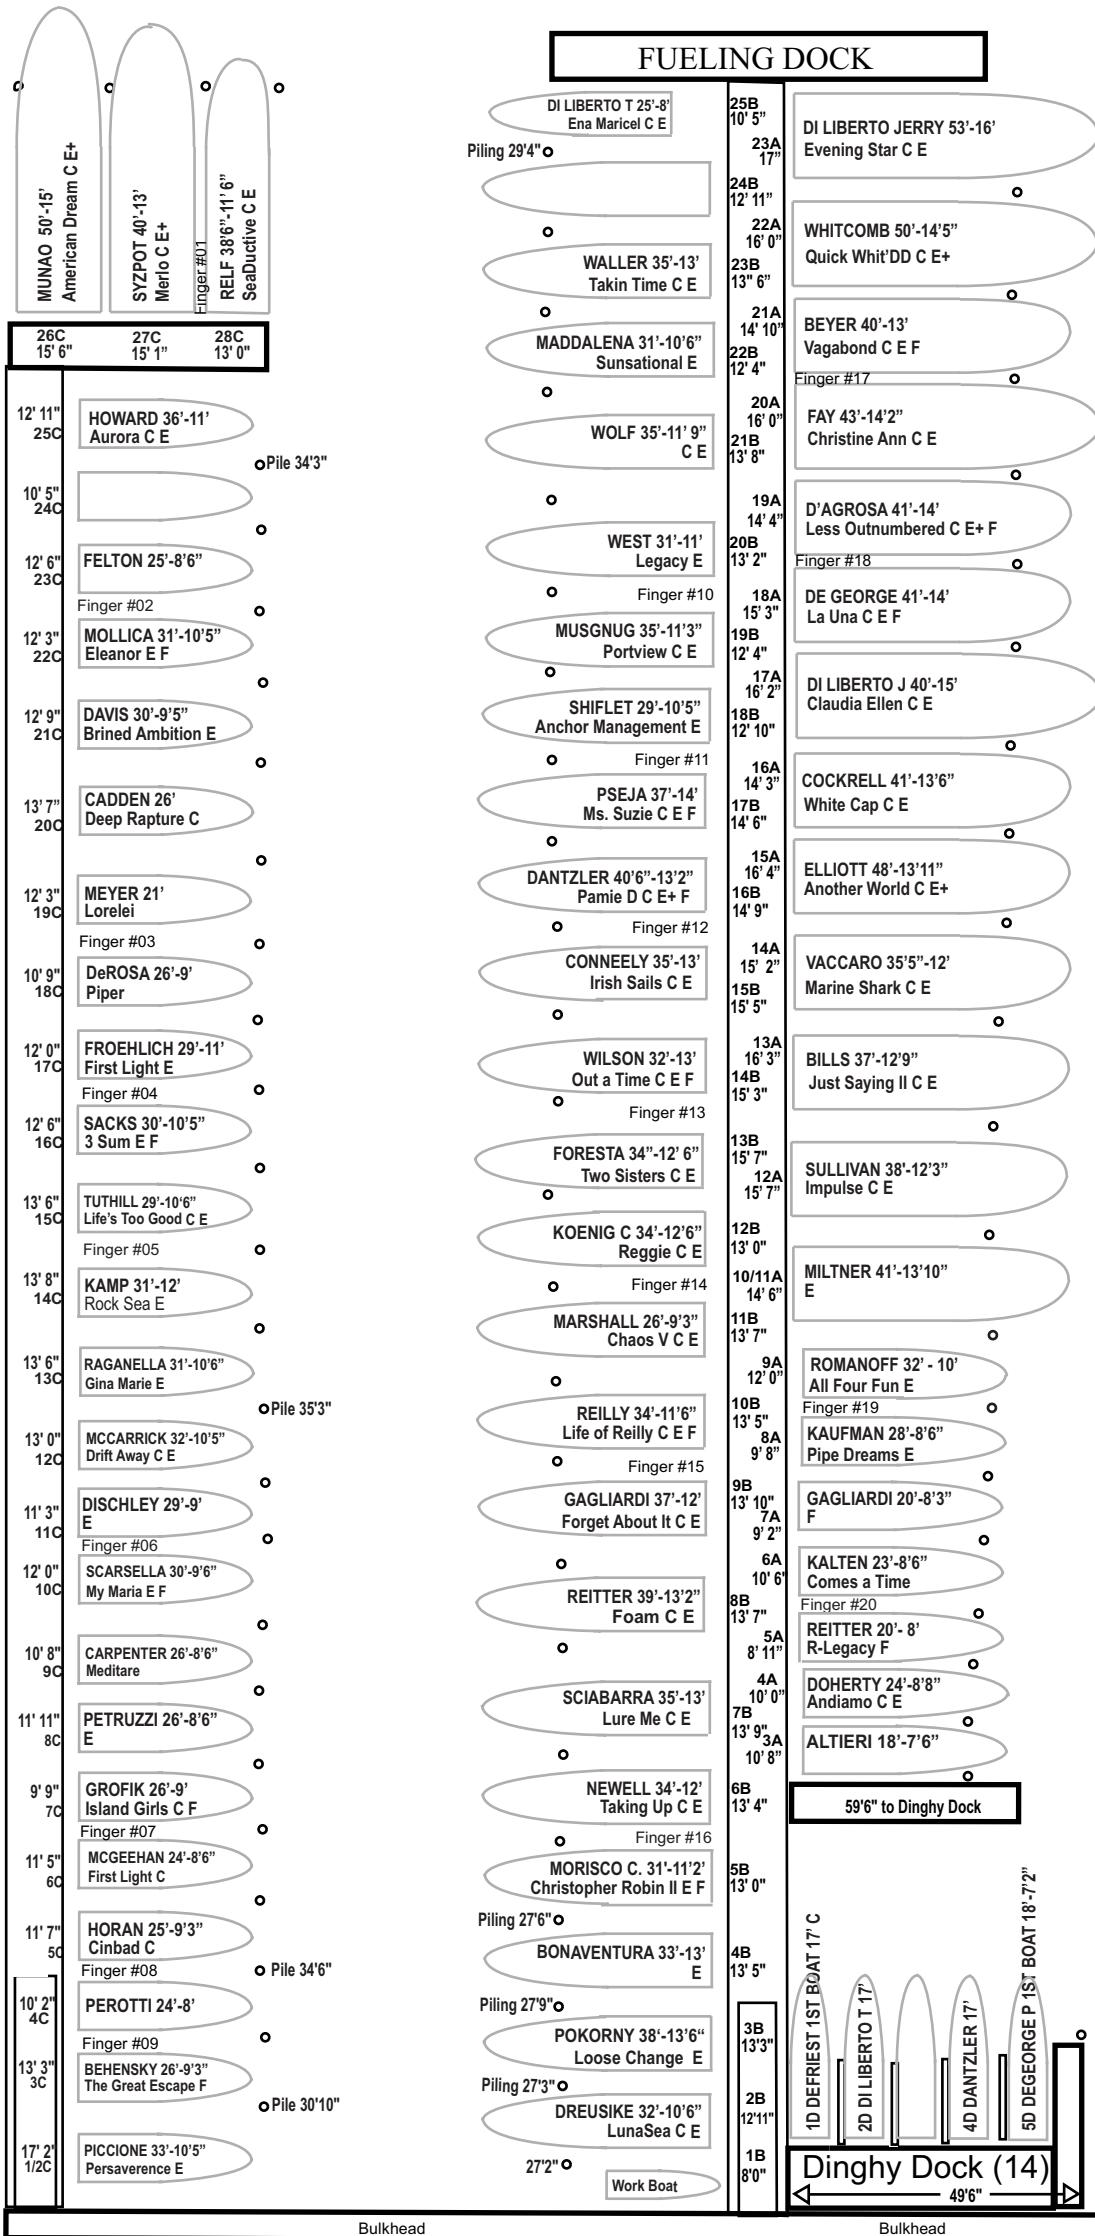 FUELING DOCK
MUNAO 50’-15’
American Dream C E+
SYZPOT 40’-13’
Merlo C E+
Finger #01
RELF 38’6”-11’ 6”
SeaDuctive C E
26C
15' 6"
27C
15' 1”
28C
13' 0"
12' 11"
25C
HOWARD 36’-11’
Aurora C E
Pile 34'3"
10' 5"
24C
12' 6"
23C
FELTON 25’-8’6”
Finger #02
12' 3"
22C
MOLLICA 31’-10’5”
Eleanor E F
12' 9"
21C
DAVIS 30’-9’5”
Brined Ambition E
13' 7"
20C
CADDEN 26’
Deep Rapture C
12' 3"
19C
MEYER 21’
Lorelei
Finger #03
10' 9"
18C
DeROSA 26’-9’
Piper
12' 0"
17C
FROEHLICH 29’-11’
First Light E
Finger #04
12' 6"
16C
SACKS 30’-10’5”
3 Sum E F
13' 6"
15C
TUTHILL 29’-10‘6”
Life’s Too Good C E
Finger #05
13' 8"
14C
KAMP 31’-12’
Rock Sea E
13' 6"
13C
RAGANELLA 31’-10’6”
Gina Marie E
Pile 35'3"
13' 0"
12C
MCCARRICK 32’-10’5”
Drift Away C E
11' 3"
11C
DISCHLEY 29’-9’
E
Finger #06
12' 0"
10C
SCARSELLA 30’-9’6”
My Maria E F
10' 8"
9C
CARPENTER 26’-8’6”
Meditare
11' 11"
8C
PETRUZZI 26’-8’6”
E
9' 9"
7C
GROFIK 26’-9’
Island Girls C F
Finger #07
11' 5"
6C
MCGEEHAN 24’-8’6”
First Light C
11' 7"
5C
HORAN 25’-9’3”
Cinbad C
Finger #08
Pile 34'6"
10' 2"
4C
PEROTTI 24’-8’
Finger #09
13' 3"
3C
BEHENSKY 26’-9’3”
The Great Escape F
Pile 30'10"
17' 2'
1/2C
PICCIONE 33’-10’5”
Persaverence E
DI LIBERTO T 25’-8’
Ena Maricel C E
25B
10' 5”
Piling 29'4"
24B
12' 11”
WALLER 35’-13’
Takin Time C E
23B
13" 6”
MADDALENA 31’-10’6”
Sunsational E
22B
12' 4”
WOLF 35’-11’ 9”
C E
21B
13' 8”
WEST 31’-11’
Legacy E
20B
13' 2”
Finger #10
MUSGNUG 35’-11’3”
Portview C E
19B
12' 4”
SHIFLET 29’-10’5”
Anchor Management E
18B
12' 10”
Finger #11
PSEJA 37’-14’
Ms. Suzie C E F
17B
14' 6”
DANTZLER 40’6”-13’2”
Pamie D C E+ F
16B
14' 9”
Finger #12
CONNEELY 35’-13’
Irish Sails C E
15B
15' 5”
WILSON 32’-13’
Out a Time C E F
14B
15' 3”
Finger #13
FORESTA 34”-12’ 6”
Two Sisters C E
13B
15' 7”
KOENIG C 34’-12’6”
Reggie C E
12B
13' 0”
Finger #14
MARSHALL 26’-9’3”
Chaos V C E
11B
13' 7”
REILLY 34’-11’6”
Life of Reilly C E F
10B
13' 5"
Finger #15
GAGLIARDI 37’-12’
Forget About It C E
9B
13' 10”
REITTER 39’-13’2”
Foam C E
8B
13' 7”
SCIABARRA 35’-13’
Lure Me C E
7B
13' 9”
NEWELL 34’-12’
Taking Up C E
6B
13' 4”
Finger #16
MORISCO C. 31’-11’2’
Christopher Robin II E F
5B
13' 0”
Piling 27'6"
BONAVENTURA 33’-13’
E
4B
13' 5”
Piling 27'9"
POKORNY 38‘-13’6“
Loose Change E
3B
13'3”
Piling 27'3"
DREUSIKE 32’-10’6”
LunaSea C E
2B
12'11”
27'2"
Work Boat
1B
8'0”
23A
17”
DI LIBERTO JERRY 53’-16’
Evening Star C E
22A
16' 0”
WHITCOMB 50’-14’5”
Quick Whit’DD C E+
21A
14' 10”
BEYER 40’-13’
Vagabond C E F
Finger #17
20A
16' 0”
FAY 43’-14’2”
Christine Ann C E
19A
14' 4”
D’AGROSA 41’-14’
Less Outnumbered C E+ F
Finger #18
18A
15' 3”
DE GEORGE 41’-14’
La Una C E F
17A
16' 2”
DI LIBERTO J 40’-15’
Claudia Ellen C E
16A
14' 3”
COCKRELL 41’-13’6”
White Cap C E
15A
16' 4”
ELLIOTT 48’-13’11”
Another World C E+
14A
15' 2”
VACCARO 35’5”-12’
Marine Shark C E
13A
16' 3”
BILLS 37’-12’9”
Just Saying II C E
12A
15' 7”
SULLIVAN 38’-12’3”
Impulse C E
10/11A
14' 6”
MILTNER 41’-13’10”
E
9A
12' 0”
ROMANOFF 32’ - 10’
All Four Fun E
Finger #19
8A
9' 8”
KAUFMAN 28’-8’6”
Pipe Dreams E
7A
9' 2”
GAGLIARDI 20’-8’3”
F
6A
10' 6”
KALTEN 23’-8’6”
Comes a Time
Finger #20
5A
8' 11”
REITTER 20’- 8’
R-Legacy F
4A
10' 0”
DOHERTY 24’-8’8”
Andiamo C E
3A
10' 8”
ALTIERI 18’-7’6”
59'6" to Dinghy Dock
1D DEFRIEST 1ST BOAT 17’ C
2D DI LIBERTO T 17’
4D DANTZLER 17’
5D DEGEORGE P 1ST BOAT 18’-7’2”
Dinghy Dock (14)
49'6"
Bulkhead
Bulkhead